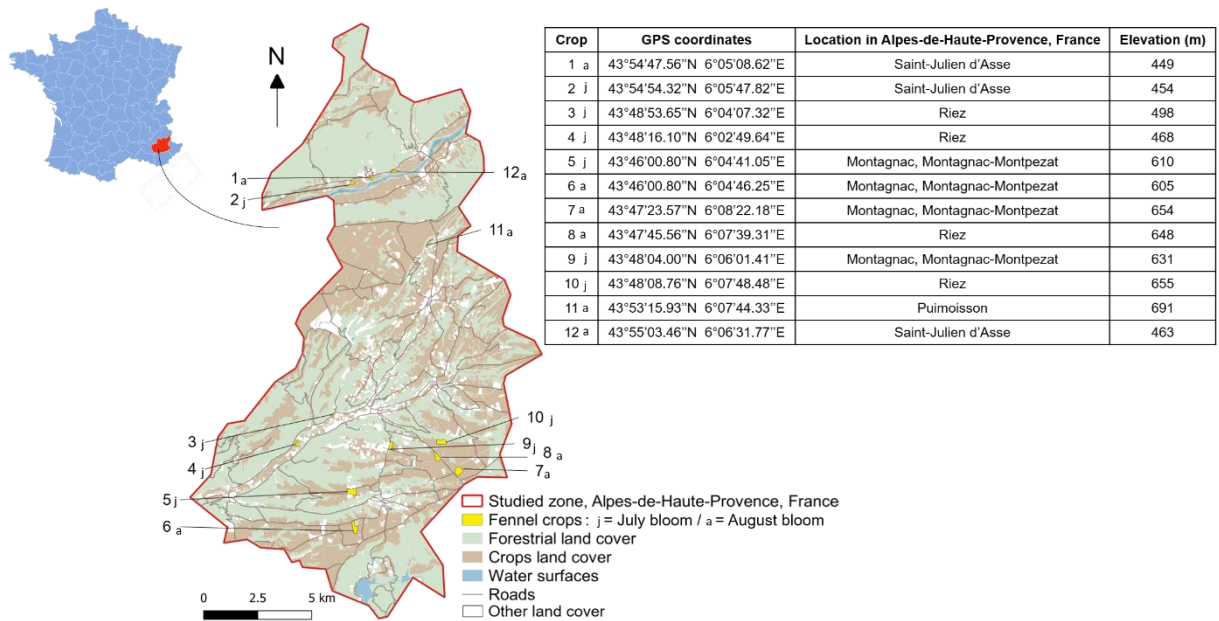 N
1 a
2 j
12 a
11 a
3 j
4 j
5 j
6 a
10 j
9 j
8 a
7 a
0 2.5 5 km
Studied zone, Alpes-de-Haute-Provence, France
Fennel crops : j = July bloom / a = August bloom
Forestrial land cover
Crops land cover
Water surfaces
Roads
Other land cover
Crop GPS coordinates Location in Alpes-de-Haute-Provence, France Elevation (m)
1 a 43°54'47.56''N 6°05'08.62''E Saint-Julien d'Asse 449
2 j 43°54'54.32''N 6°05'47.82''E Saint-Julien d'Asse 454
3 j 43°48'53.65''N 6°04'07.32''E Riez 498
4 j 43°48'16.10''N 6°02'49.64''E Riez 468
5 j 43°46'00.80''N 6°04'41.05''E Montagnac, Montagnac-Montpezat 610
6 a 43°46'00.80''N 6°04'46.25''E Montagnac, Montagnac-Montpezat 605
7 a 43°47'23.57''N 6°08'22.18''E Montagnac, Montagnac-Montpezat 654
8 a 43°47'45.56''N 6°07'39.31''E Riez 648
9 j 43°48'04.00''N 6°06'01.41''E Montagnac, Montagnac-Montpezat 631
10 j 43°48'08.76''N 6°07'48.48''E Riez 655
11 a 43°53'15.93''N 6°07'44.33''E Puimoisson 691
12 a 43°55'03.46''N 6°06'31.77''E Saint-Julien d'Asse 463